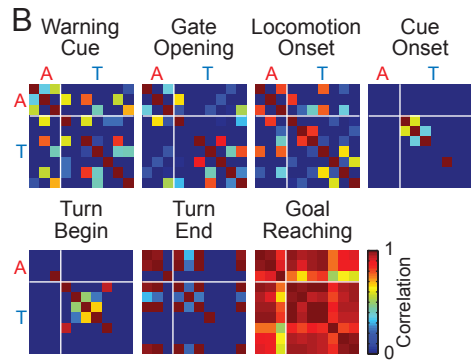 B
Warning Cue
Gate Opening
Locomotion Onset
Cue Onset
A T A T A T A T
A
T
Turn Begin
Turn End
Goal Reaching
A
T
1
Correlation
0